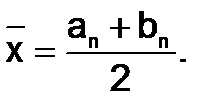 x̄ = (aₙ + bₙ) / 2.